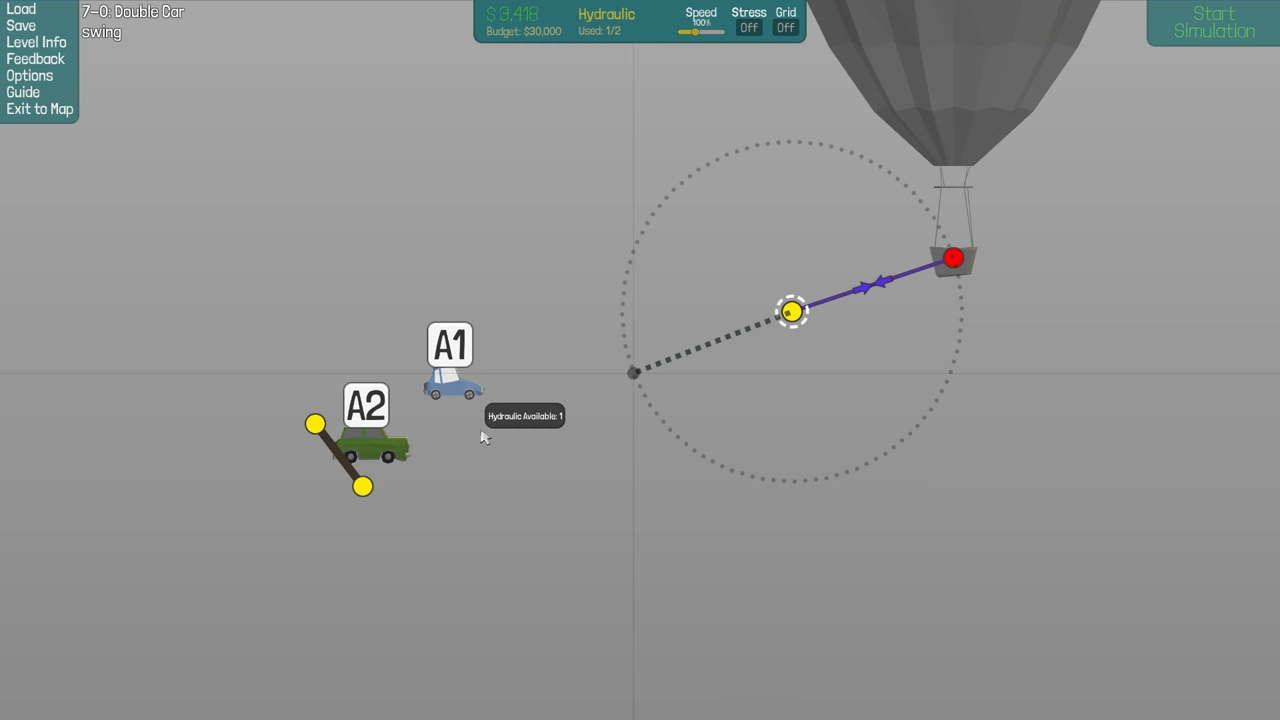 Load
Save
Level Info
Feedback
Options
Guide
Exit to Map
7-0: Double Car
swing
$ 3,418
Budget: $30,000
Hydraulic
Used: 1/2
Speed
100%
Stress
Off
Grid
Off
Start
Simulation
A1
A2
Hydraulic Available: 1